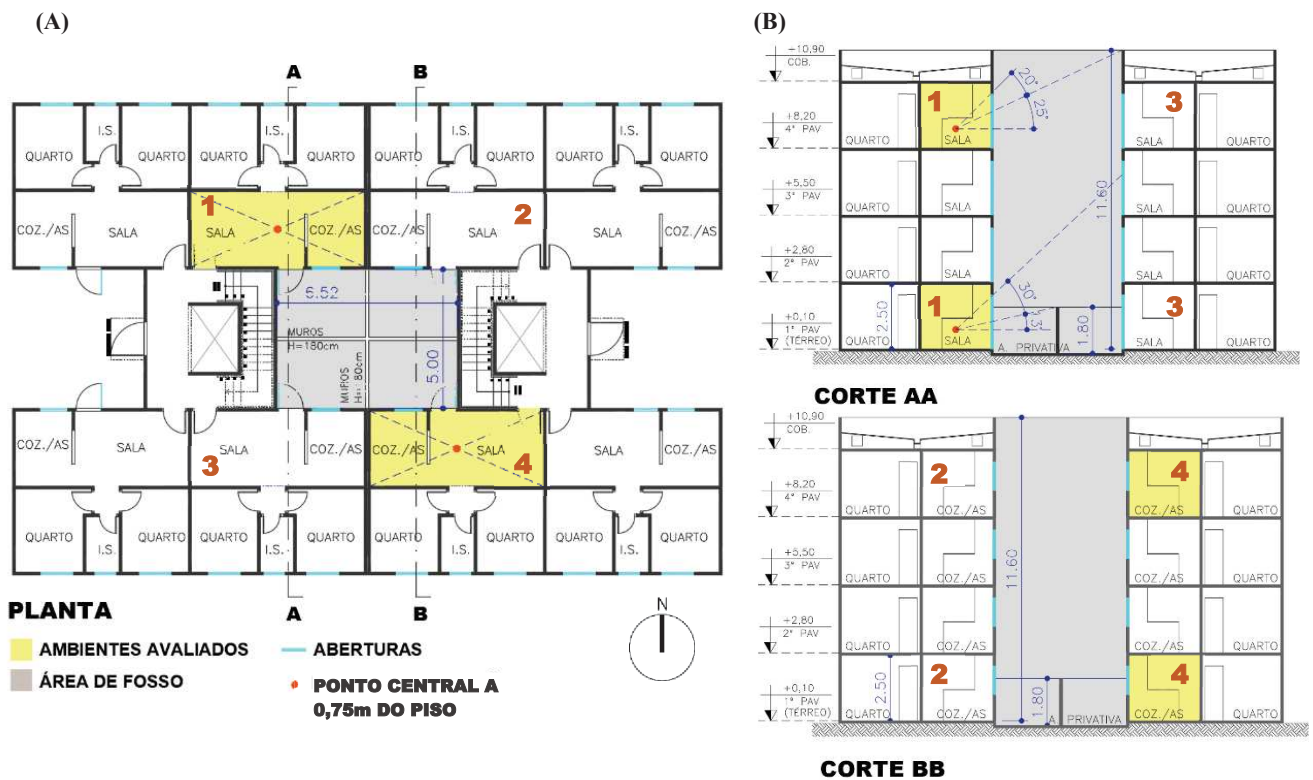 (A)
(B)
A B
I.S. I.S. I.S. I.S.
QUARTO QUARTO QUARTO QUARTO QUARTO QUARTO QUARTO QUARTO
1 2
COZ./AS SALA SALA COZ./AS COZ./AS SALA SALA COZ./AS
5.52
MUROS
H=180cm
5.00
COZ./AS SALA SALA COZ./AS COZ./AS SALA SALA COZ./AS
3 4
QUARTO QUARTO QUARTO QUARTO QUARTO QUARTO QUARTO QUARTO
I.S. I.S. I.S. I.S.
A B
PLANTA
AMBIENTES AVALIADOS
ÁREA DE FOSSO
ABERTURAS
PONTO CENTRAL A
0,75m DO PISO
N
+10,90
COB.
1 20° 25° 3
+8,20
4° PAV
QUARTO SALA SALA QUARTO
+5,50
3° PAV
QUARTO SALA SALA QUARTO
11.60
+2,80
2° PAV
QUARTO SALA SALA QUARTO
1 30° 3
+0,10
1° PAV
(TÉRREO)
2.50
1.80
QUARTO SALA A. PRIVATIVA SALA QUARTO
CORTE AA
+10,90
COB.
2 4
+8,20
4° PAV
QUARTO COZ./AS COZ./AS QUARTO
+5,50
3° PAV
QUARTO COZ./AS COZ./AS QUARTO
11.60
+2,80
2° PAV
QUARTO COZ./AS COZ./AS QUARTO
2 4
+0,10
1° PAV
(TÉRREO)
2.50
1.80
QUARTO COZ./AS A PRIVATIVA COZ./AS QUARTO
CORTE BB